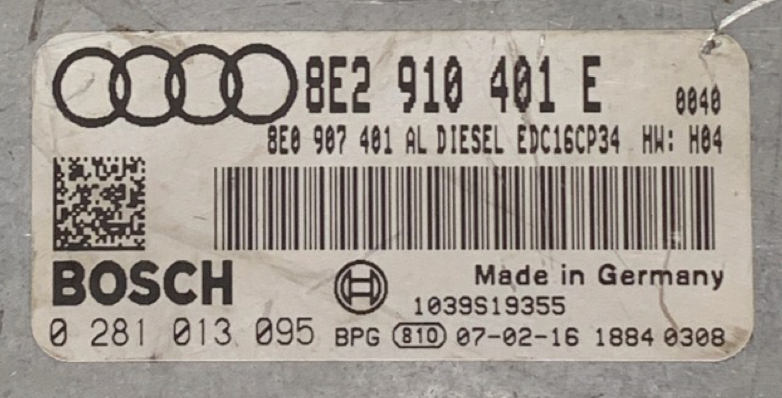 8E2 910 401 E 0040
8E0 907 401 AL DIESEL EDC16CP34 HW: H04
BOSCH Made in Germany
1039S19355
0 281 013 095 BPG 810 07-02-16 1884 0308